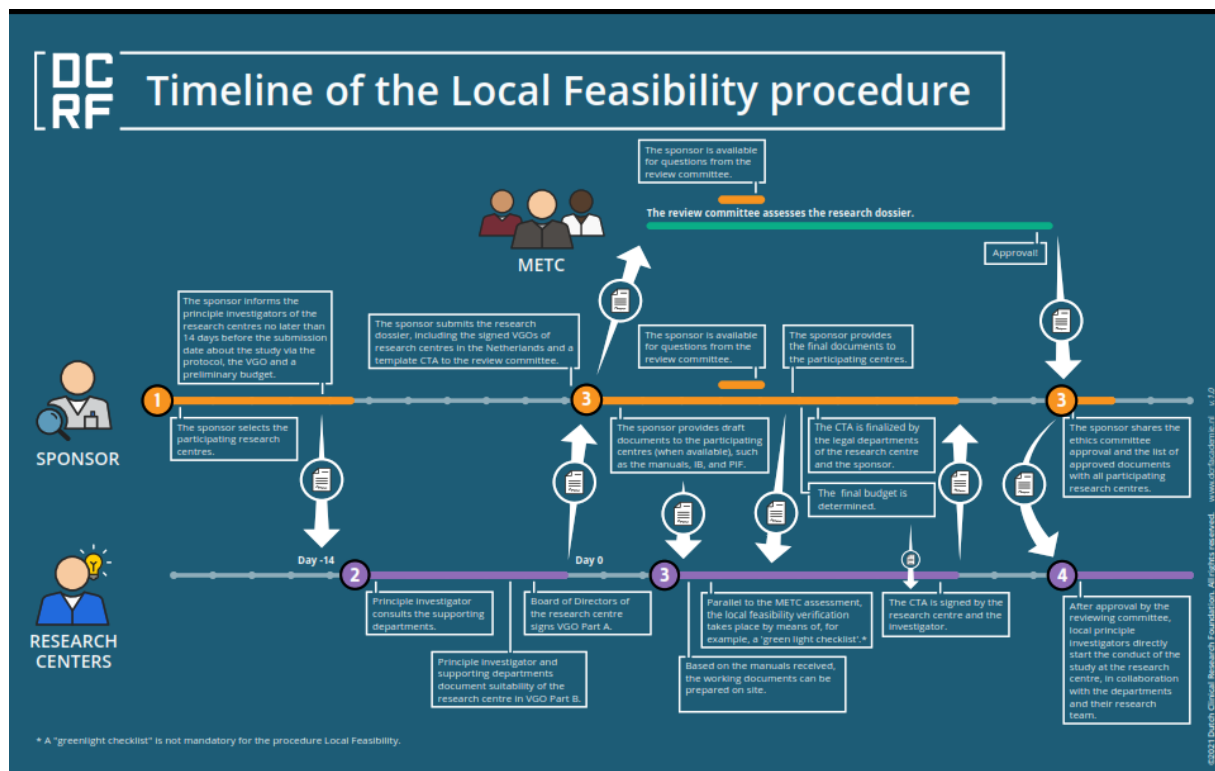 DC
RF
Timeline of the Local Feasibility procedure
The sponsor is available
for questions from the
review committee.
The review committee assesses the research dossier.
METC
Approval!
The sponsor informs the
principle investigators of the
research centres no later than
14 days before the submission
date about the study via the
protocol, the VGO and a
preliminary budget.
The sponsor submits the research
dossier, including the signed VGOs of
research centres in the Netherlands and a
template CTA to the review committee.
The sponsor is available
for questions from the
review committee.
The sponsor provides
the final documents to
the participating centres.
SPONSOR
1
3
3
The sponsor selects the
participating research
centres.
The sponsor provides draft
documents to the participating
centres (when available), such
as the manuals, IB, and PIF.
The CTA is finalized by
the legal departments
of the research centre
and the sponsor.
The final budget is
determined.
The sponsor shares the
ethics committee
approval and the list of
approved documents
with all participating
research centres.
Day -14
Day 0
RESEARCH
CENTERS
2
3
4
Principle investigator
consults the supporting
departments.
Board of Directors of
the research centre
signs VGO Part A.
Principle investigator and
supporting departments
document suitability of the
research centre in VGO Part B.
Parallel to the METC assessment,
the local feasibility verification
takes place by means of, for
example, a 'green light checklist'.*
Based on the manuals received,
the working documents can be
prepared on site.
The CTA is signed by the
research centre and the
investigator.
After approval by the
reviewing committee,
local principle
investigators directly
start the conduct of the
study at the research
centre, in collaboration
with the departments
and their research
team.
* A "greenlight checklist" is not mandatory for the procedure Local Feasibility.
©2021 Dutch Clinical Research Foundation. All rights reserved. www.dcrfacademie.nl v.1.0